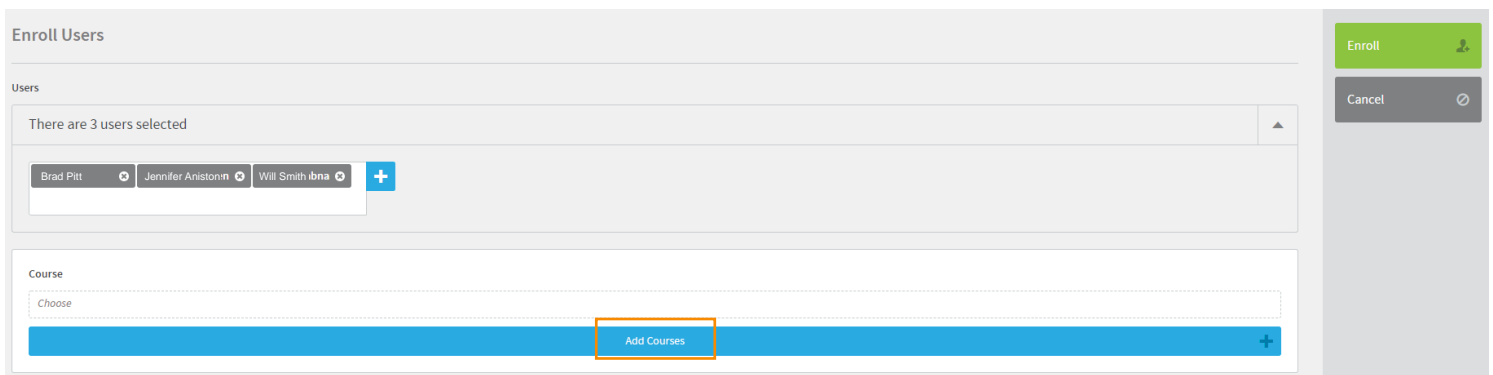 Enroll Users
Enroll
Users
Cancel
There are 3 users selected
Brad Pitt Jennifer Aniston Will Smith
Course
Choose
Add Courses